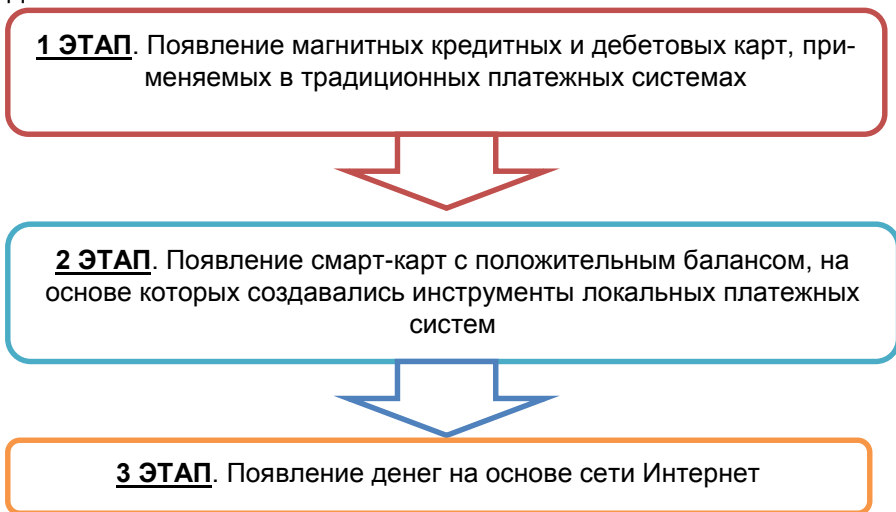 1 ЭТАП. Появление магнитных кредитных и дебетовых карт, при-
меняемых в традиционных платежных системах
2 ЭТАП. Появление смарт-карт с положительным балансом, на
основе которых создавались инструменты локальных платежных
систем
3 ЭТАП. Появление денег на основе сети Интернет